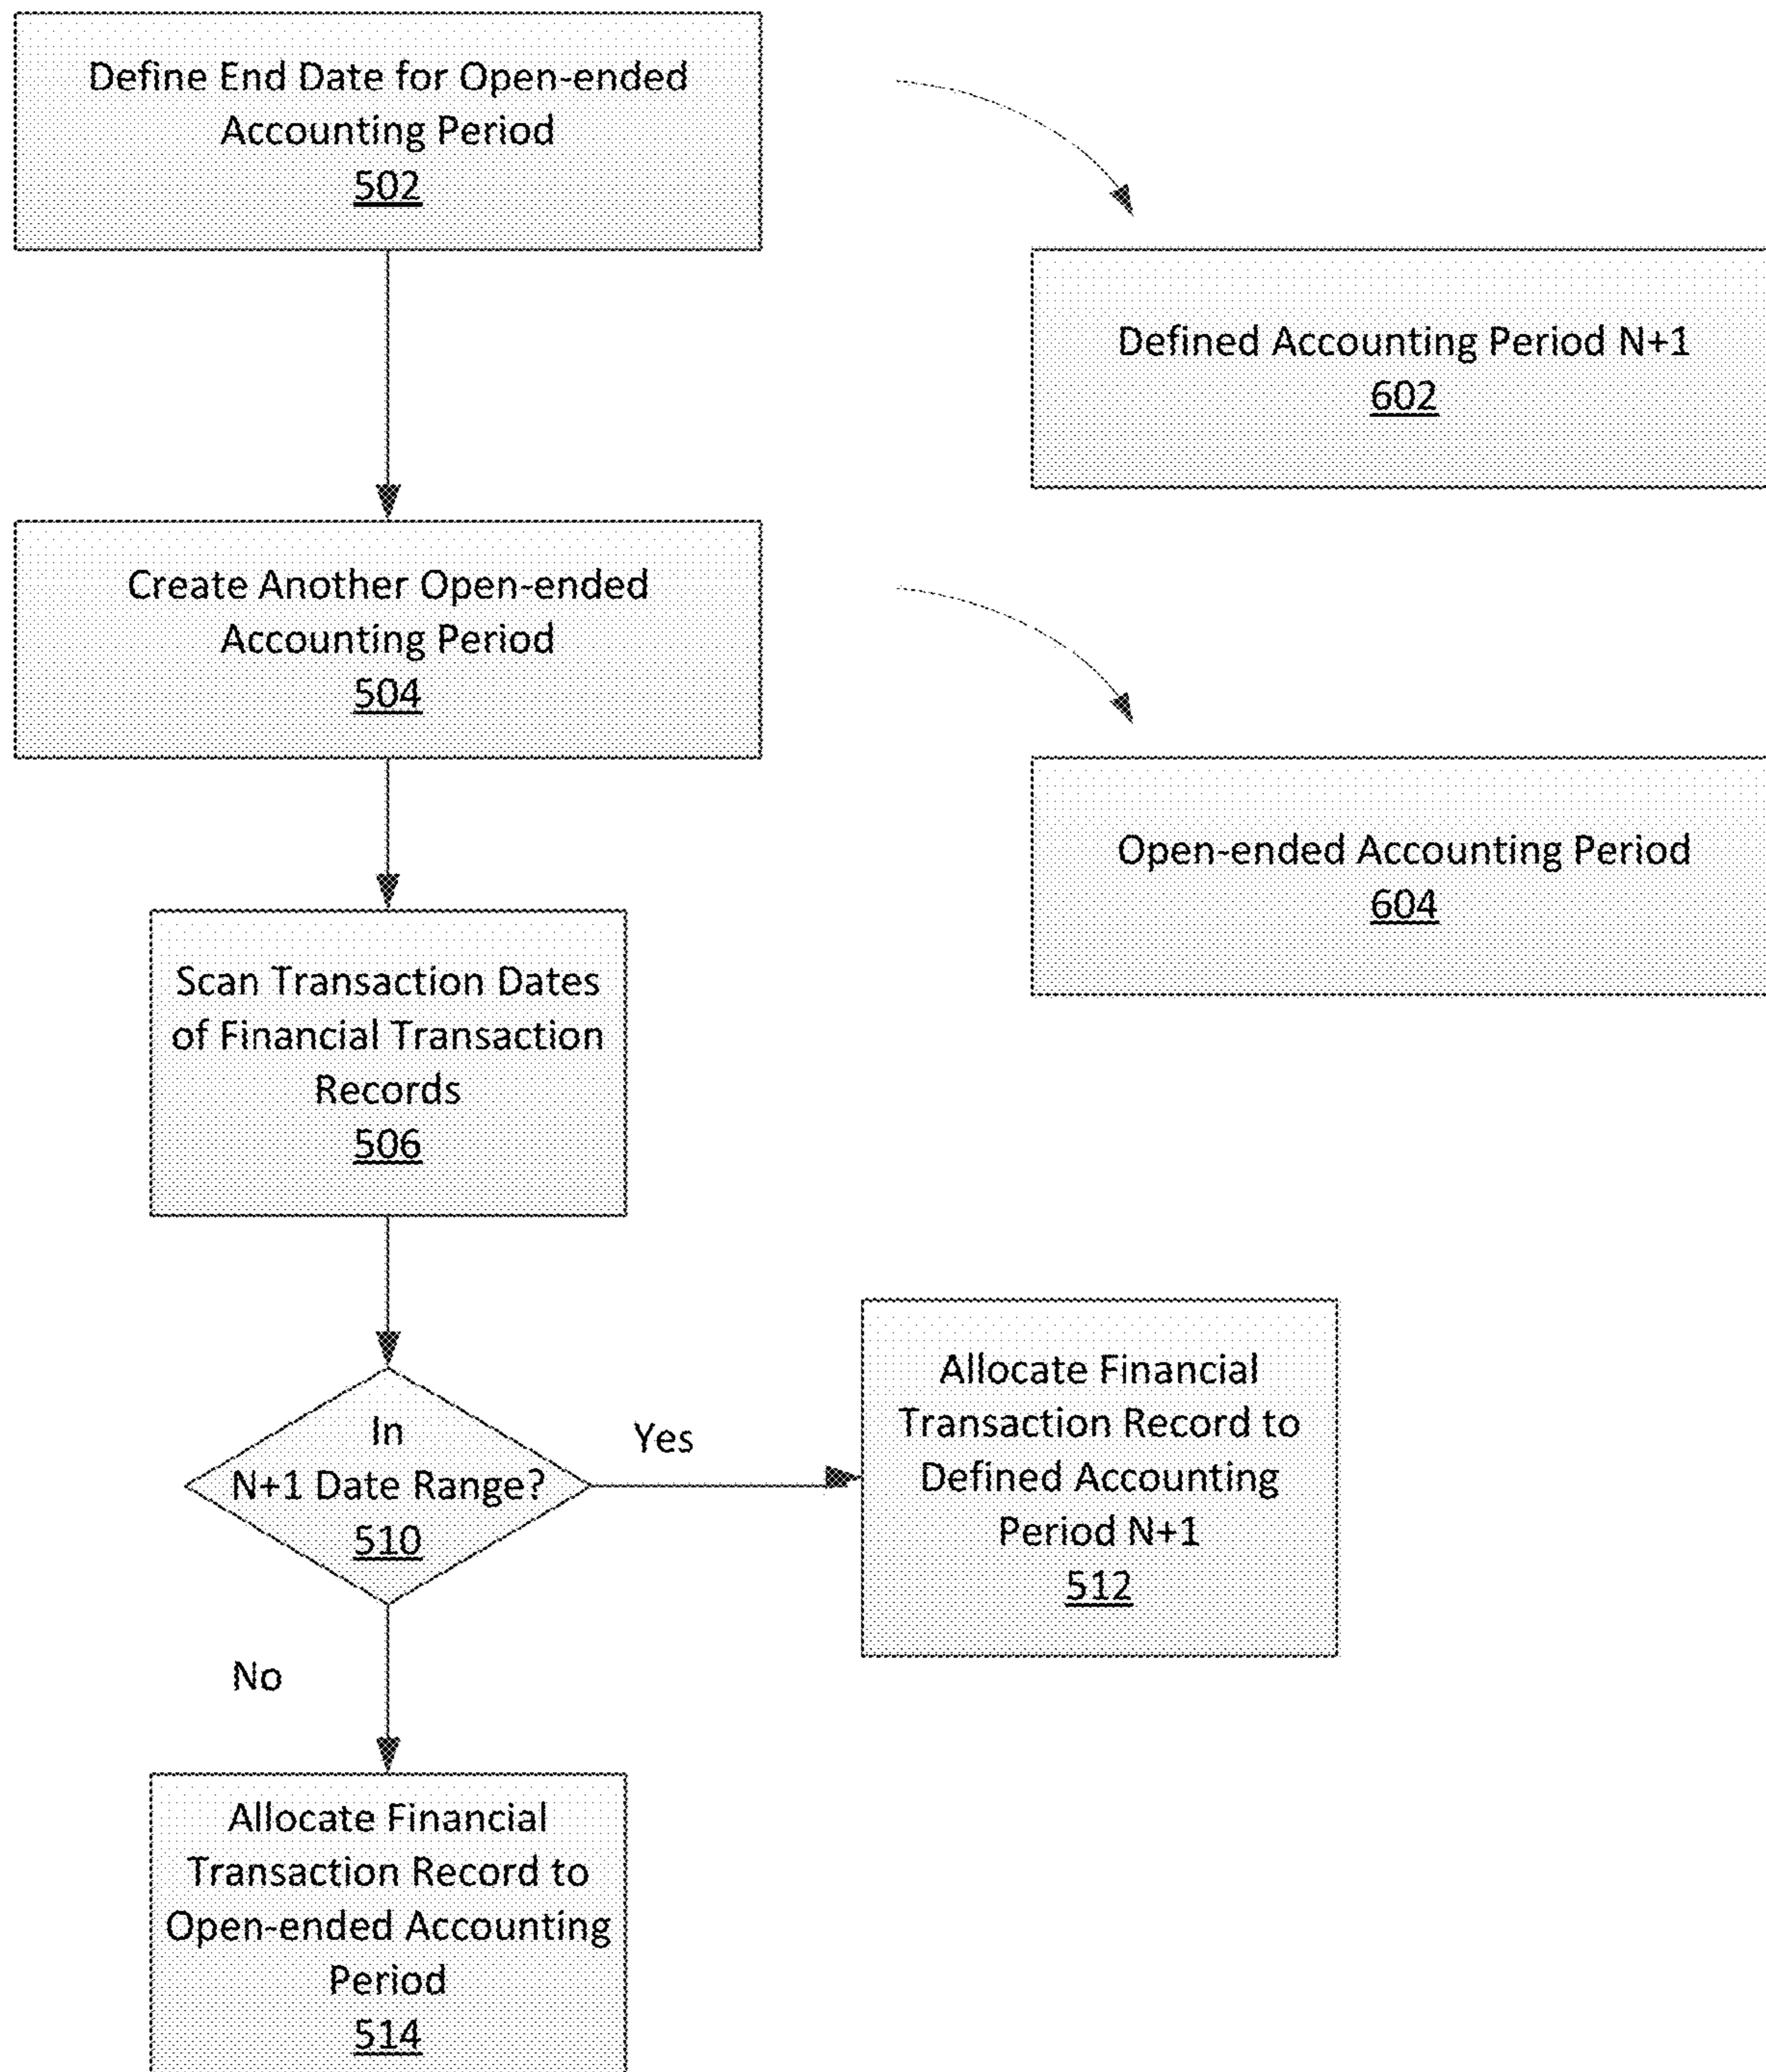 Define End Date for Open-ended
Accounting Period
502
Defined Accounting Period N+1
602
Create Another Open-ended
Accounting Period
504
Open-ended Accounting Period
604
Scan Transaction Dates
of Financial Transaction
Records
506
In
N+1 Date Range?
510
Yes
Allocate Financial
Transaction Record to
Defined Accounting
Period N+1
512
No
Allocate Financial
Transaction Record to
Open-ended Accounting
Period
514